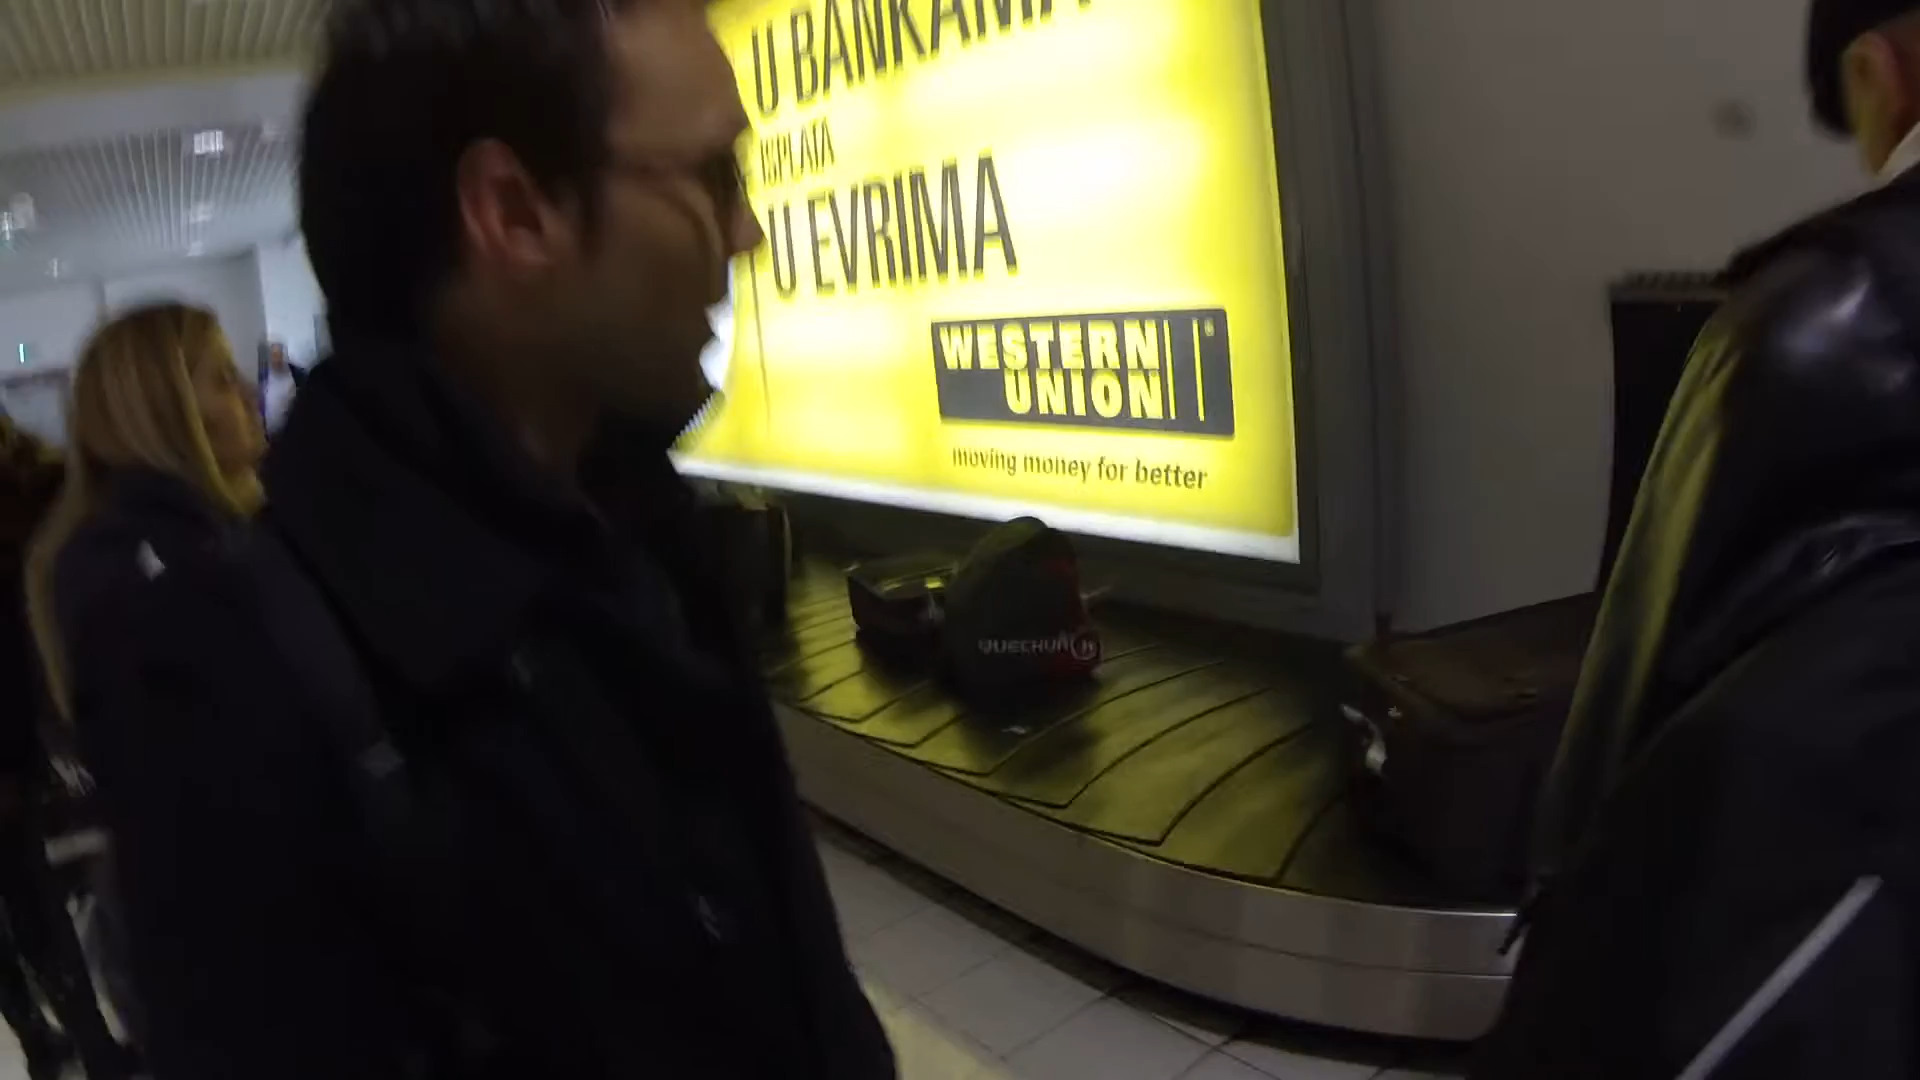 U BANKAMA
ISPLATA
U EVRIMA
WESTERN
UNION
moving money for better
QUECHUA